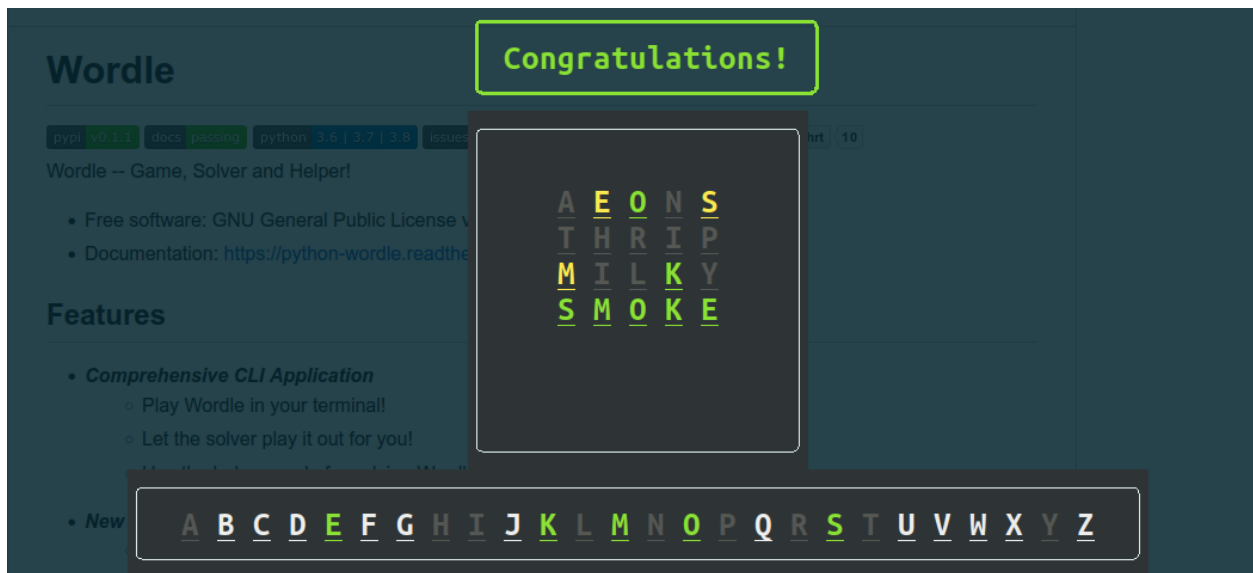 Congratulations!
Wordle
pypi v0.1.1 docs passing python 3.6 | 3.7 | 3.8 issues hrt 10
Wordle -- Game, Solver and Helper!
A E O N S
T H R I P
M I L K Y
S M O K E
Free software: GNU General Public License
Documentation: https://python-wordle.readthe
Features
Comprehensive CLI Application
Play Wordle in your terminal!
Let the solver play it out for you!
New
A B C D E F G H I J K L M N O P Q R S T U V W X Y Z